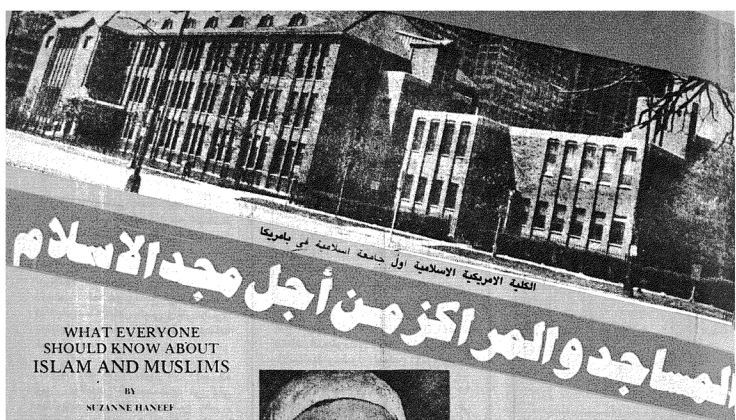 الكلية الامريكية الاسلامية اول جامعة اسلامية في بامريكا
المساجد والمراكز من أجل مجد الاسلام
WHAT EVERYONE
SHOULD KNOW ABOUT
ISLAM AND MUSLIMS
BY
SUZANNE HANEEF